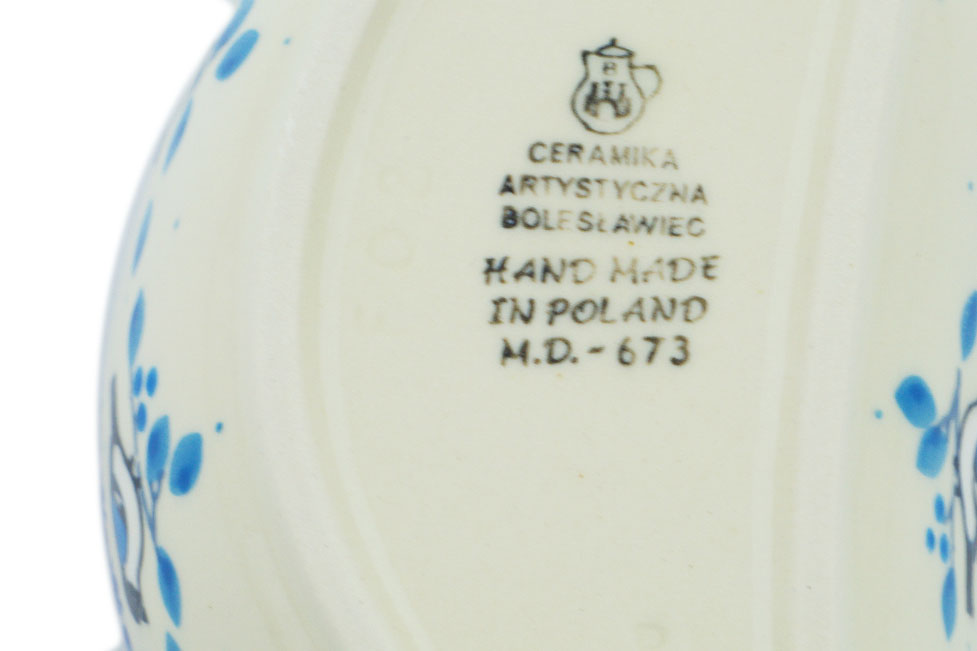 B
CERAMIKA
ARTYSTYCZNA
BOLESŁAWIEC
HAND MADE
IN POLAND
M.D.-673